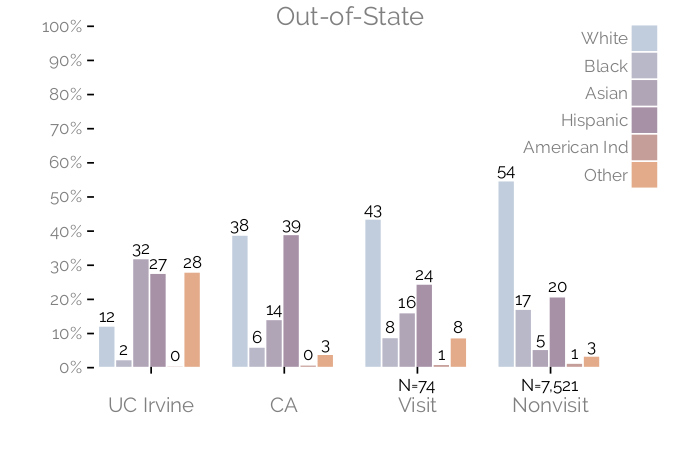 Out-of-State
100%
90%
80%
70%
60%
50%
40%
30%
20%
10%
0%
White
Black
Asian
Hispanic
American Ind
Other
12
2
32
27
0
28
38
6
14
39
0
3
43
8
16
24
1
8
54
17
5
20
1
3
N=74
N=7,521
UC Irvine
CA
Visit
Nonvisit